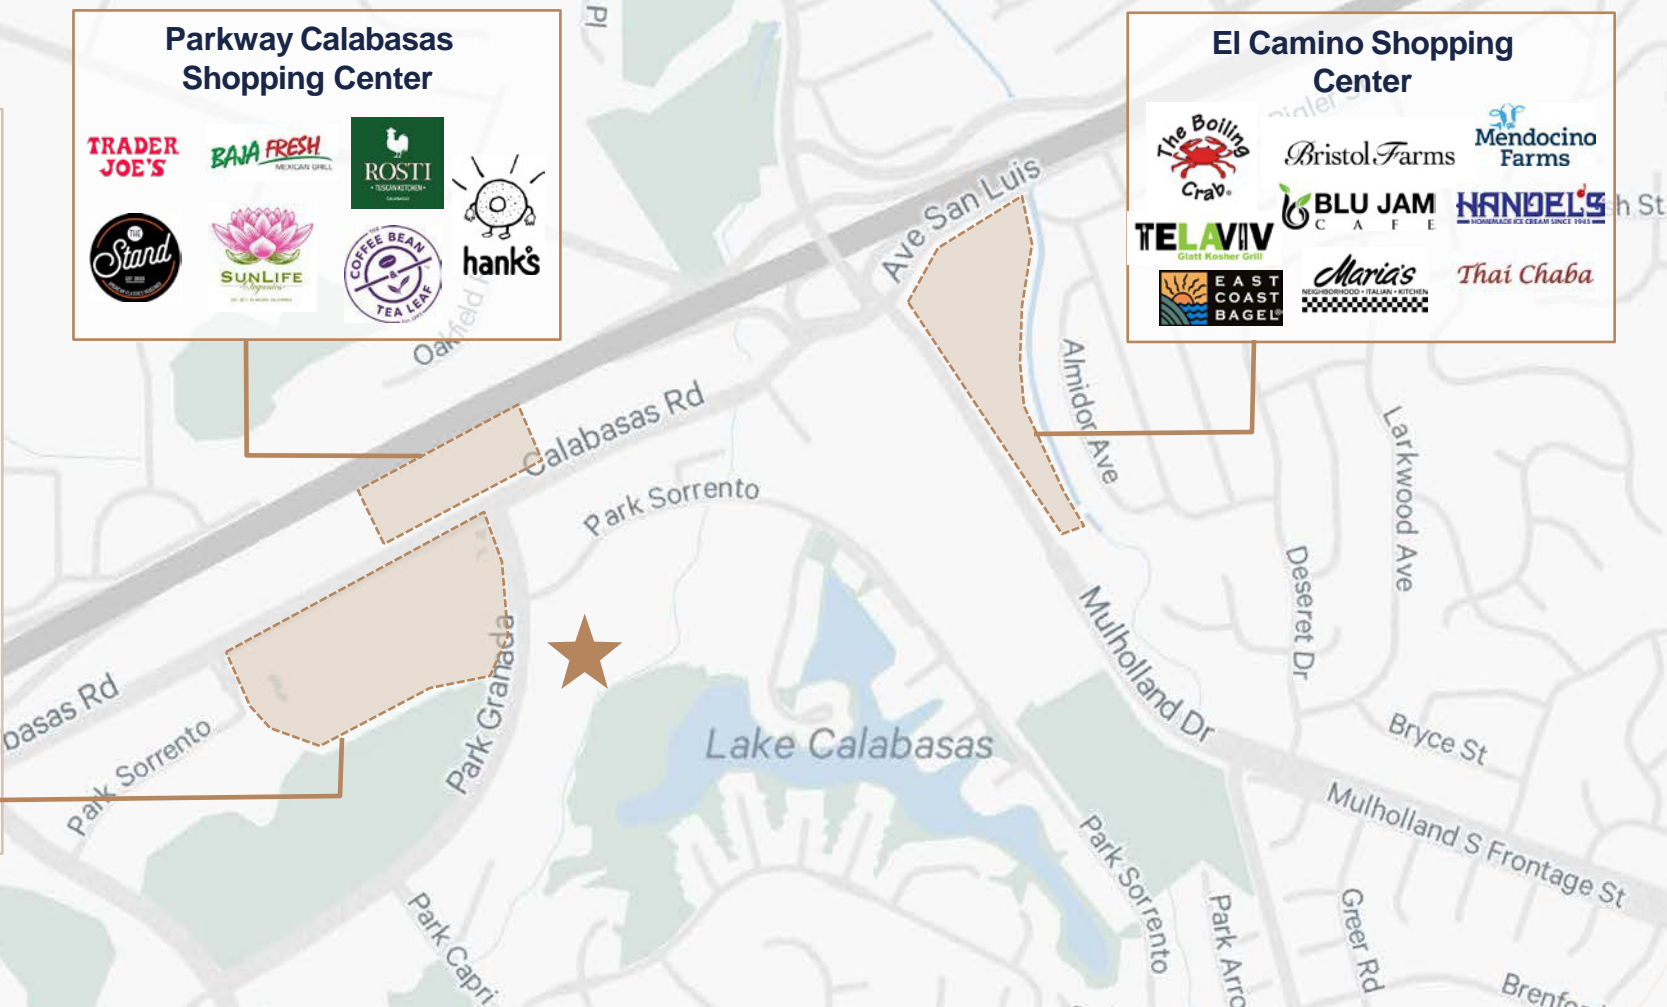 Parkway Calabasas
Shopping Center
TRADER
JOE'S
BAJA FRESH
MEXICAN GRILL
ROSTI
• TUSCAN KITCHEN •
CALABASAS
hank's
THE
Stand
SUNLIFE
Organics
THE
COFFEE BEAN
&
TEA LEAF
El Camino Shopping
Center
The Boiling
Crab®
Bristol Farms
Mendocino
Farms
TELAVIV
Glatt Kosher Grill
BLU JAM
CAFE
HANDEL'S
HOMEMADE ICE CREAM SINCE 1945
EAST
COAST
BAGEL®
Maria's
NEIGHBORHOOD • ITALIAN • KITCHEN
Thai Chaba
Pl
Ave San Luis
h St
Oakfield
Calabasas Rd
Almidor Ave
Larkwood Ave
Park Sorrento
Deseret Dr
Mulholland Dr
Park Granada
basas Rd
Park Sorrento
Lake Calabasas
Bryce St
Mulholland S Frontage St
Park Sorrento
Park Capri
Park Arro
Greer Rd
Brenfo